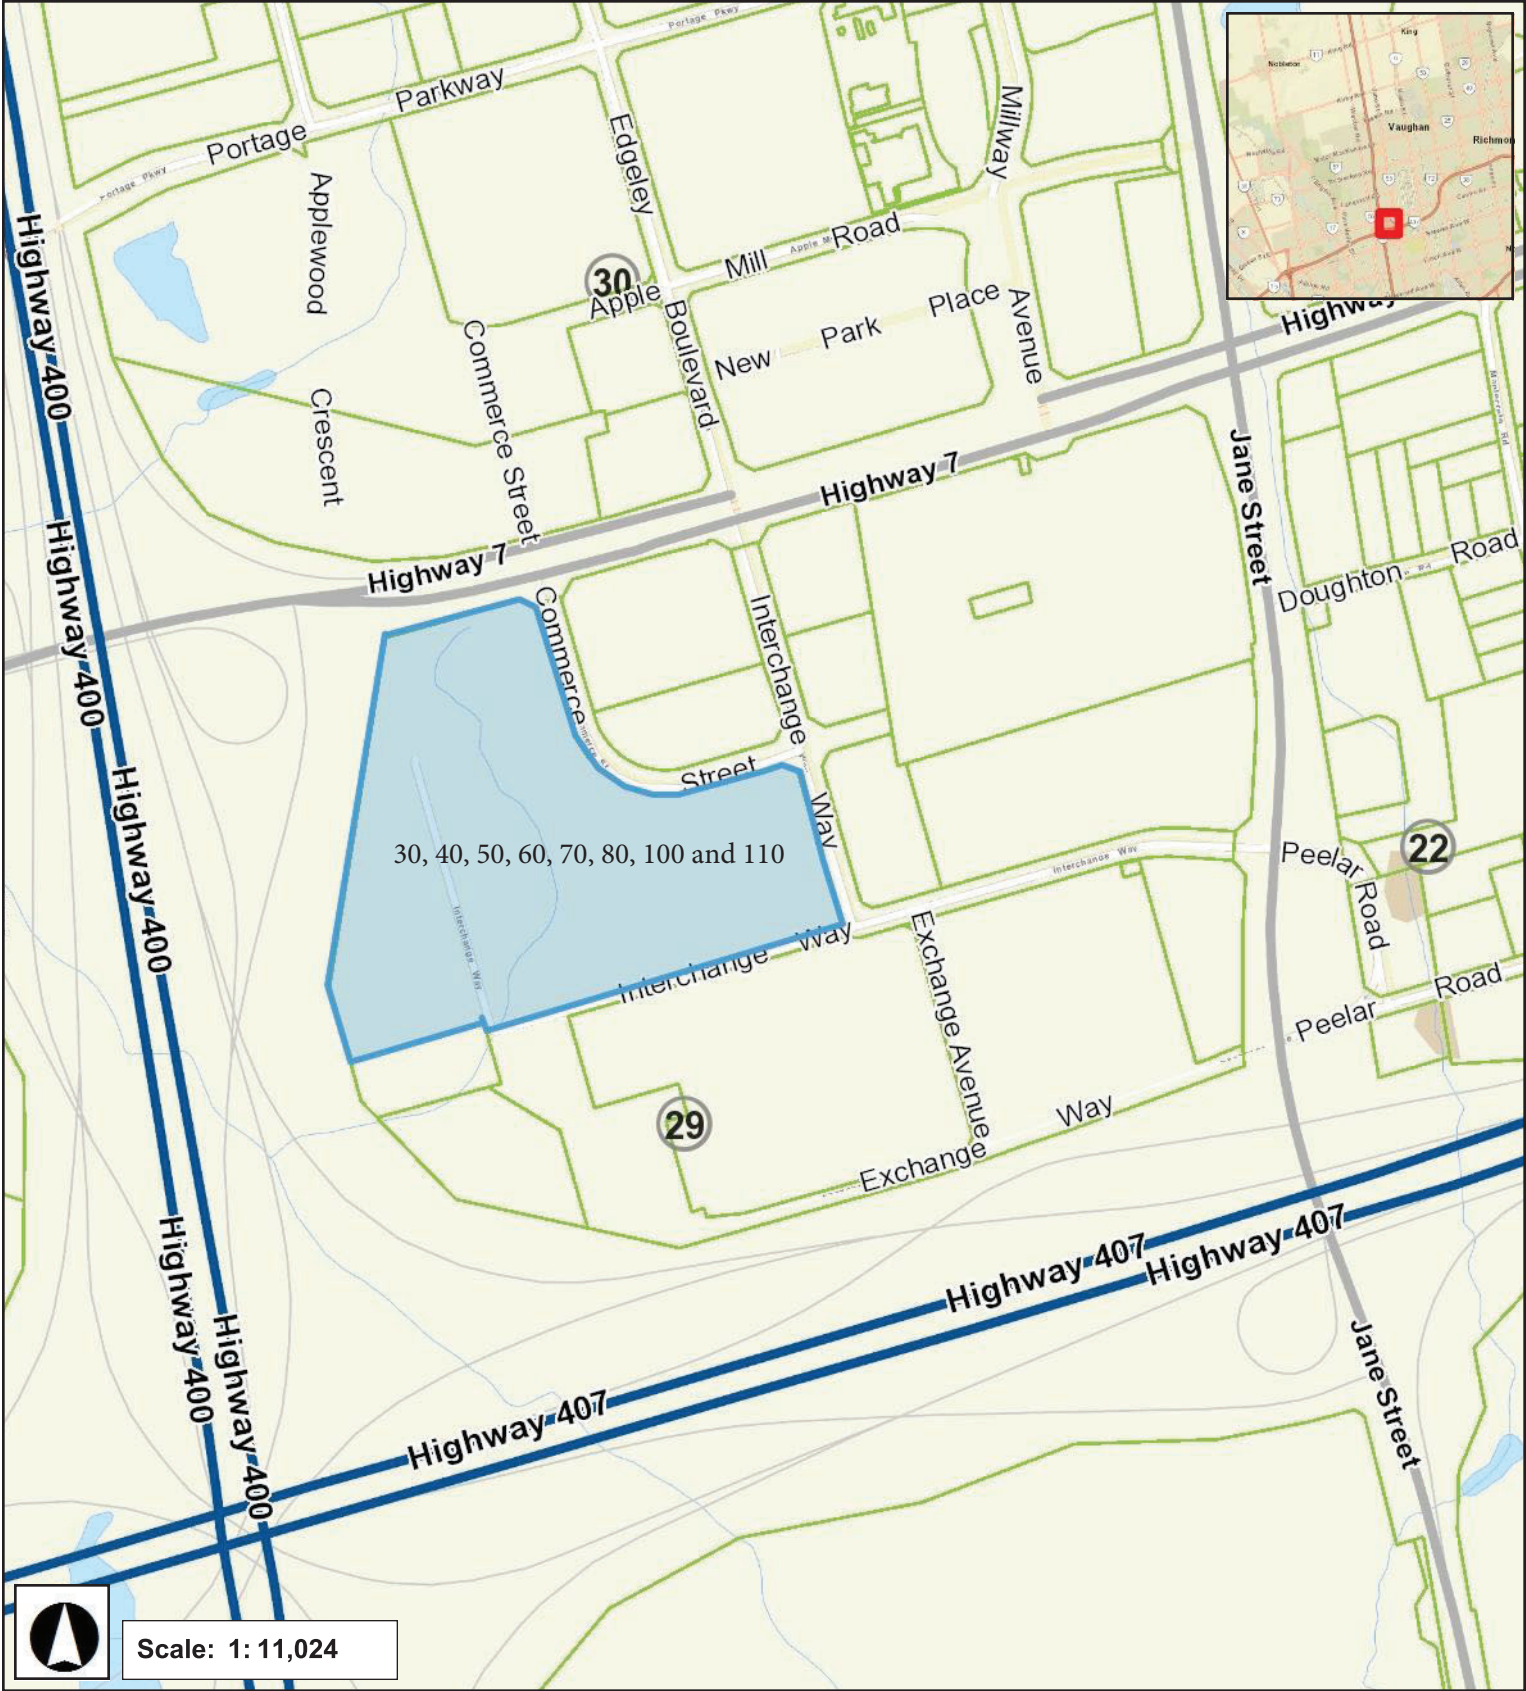 Portage Pkwy
Parkway
Portage
Portage Pkwy
Edgeley
Millway
Applewood
Highway 400
30
Apple
Mill
Apple M
Road
Boulevard
New
Park
Place
Avenue
Commerce Street
Crescent
King
Nobleton
Vaughan
Richmon
Highway
Jane Street
Highway 7
Highway 7
Highway 400
Doughton
Rd
Road
Commerce
Interchange
Street
Way
Highway 400
30, 40, 50, 60, 70, 80, 100 and 110
Interchange Way
Peelar
22
Road
Interchange Way
Way
Interchange
Exchange Avenue
Road
Peelar
29
Way
Exchange
Highway 407
Highway 407
Highway 400
Highway 400
Jane Street
Highway 407
Scale: 1: 11,024